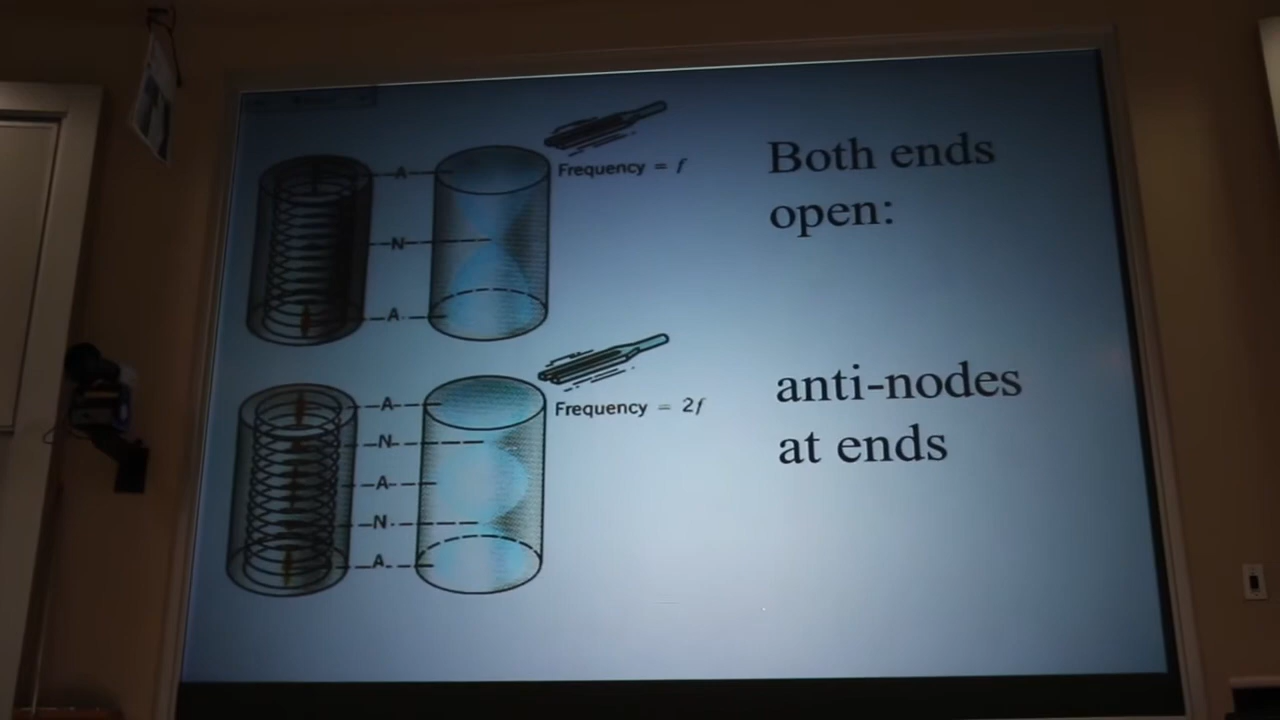 A
Frequency = f
N
A
Both ends
open:
A
Frequency = 2f
N
A
N
A
anti-nodes
at ends